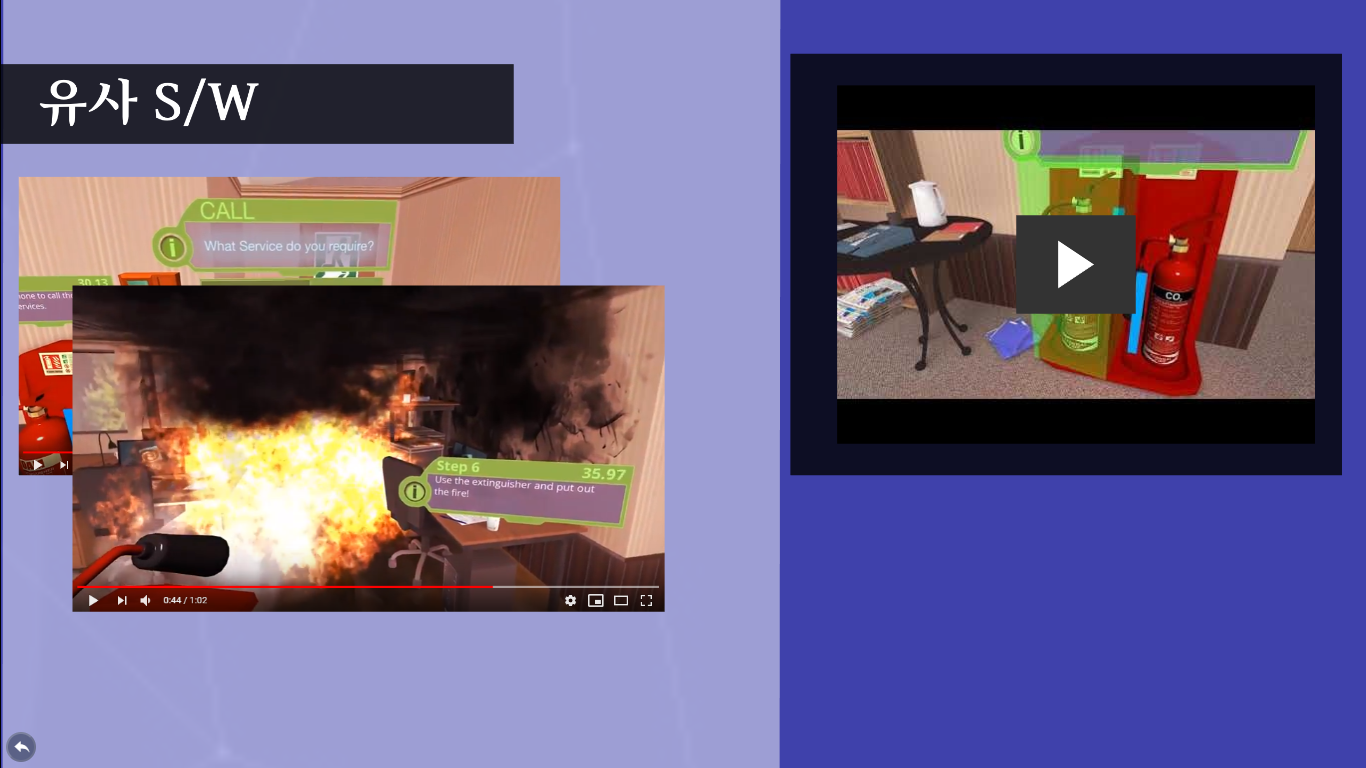 유사 S/W
CALL
What Service do you require?
30.13
one to call th
ervices.
Step 6
35.97
Use the extinguisher and put out
the fire!
0:44 / 1:02
CO₂